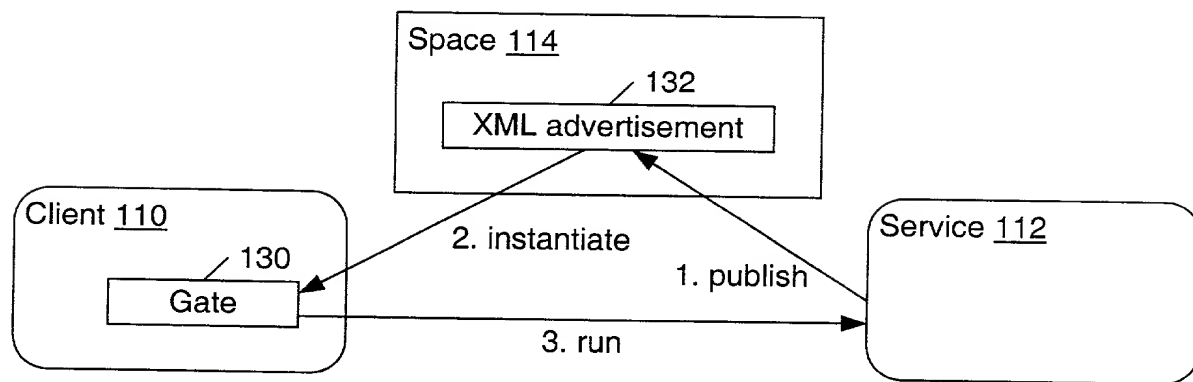 Space 114
132
XML advertisement
Client 110
2. instantiate
Service 112
130
1. publish
Gate
3. run